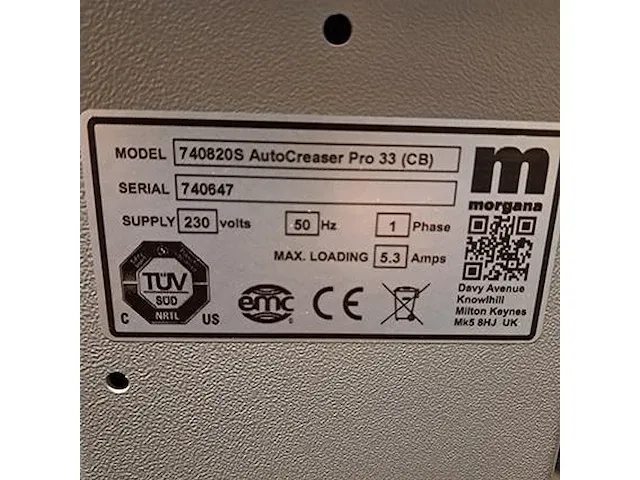 MODEL 740820S AutoCreaser Pro 33 (CB)
m
morgana
SERIAL 740647
SUPPLY 230 volts 50 Hz 1 Phase
MAX. LOADING 5.3 Amps
TÜV
SÜD
NRTL
C US
emc
CE
Davy Avenue
Knowlhill
Milton Keynes
Mk5 8HJ UK